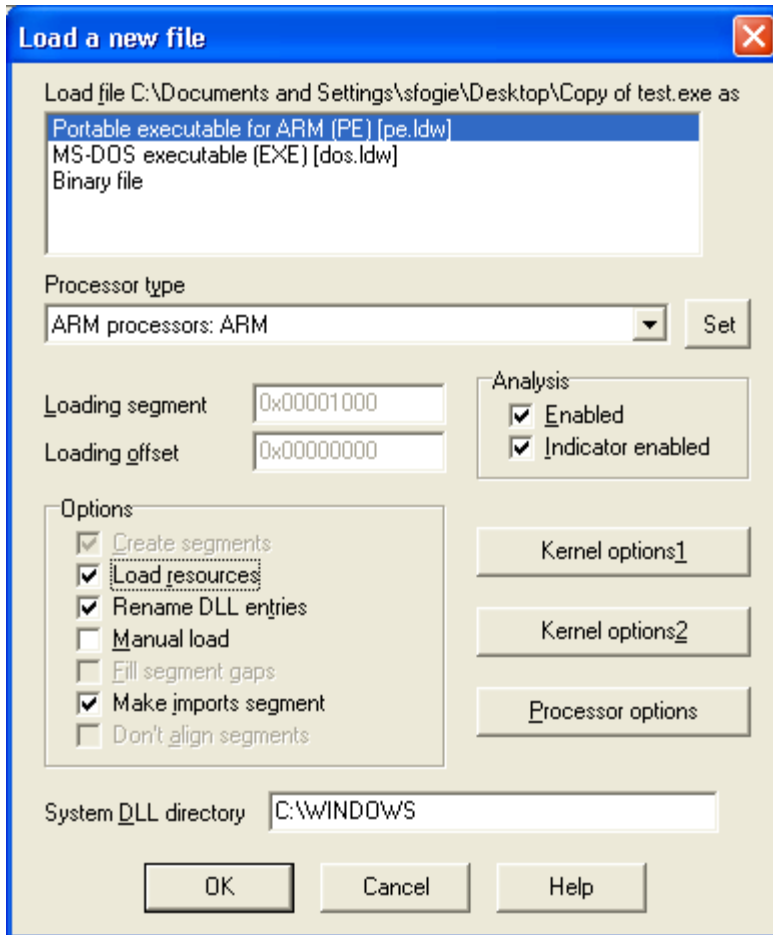 Load a new file
Load file C:\Documents and Settings\sfogie\Desktop\Copy of test.exe as
Portable executable for ARM (PE) [pe.ldw]
MS-DOS executable (EXE) [dos.ldw]
Binary file
Processor type
ARM processors: ARM
Set
Loading segment 0x00001000
Loading offset 0x00000000
Analysis
Enabled
Indicator enabled
Options
Create segments
Load resources
Rename DLL entries
Manual load
Fill segment gaps
Make imports segment
Don't align segments
Kernel options1
Kernel options2
Processor options
System DLL directory C:\WINDOWS
OK Cancel Help